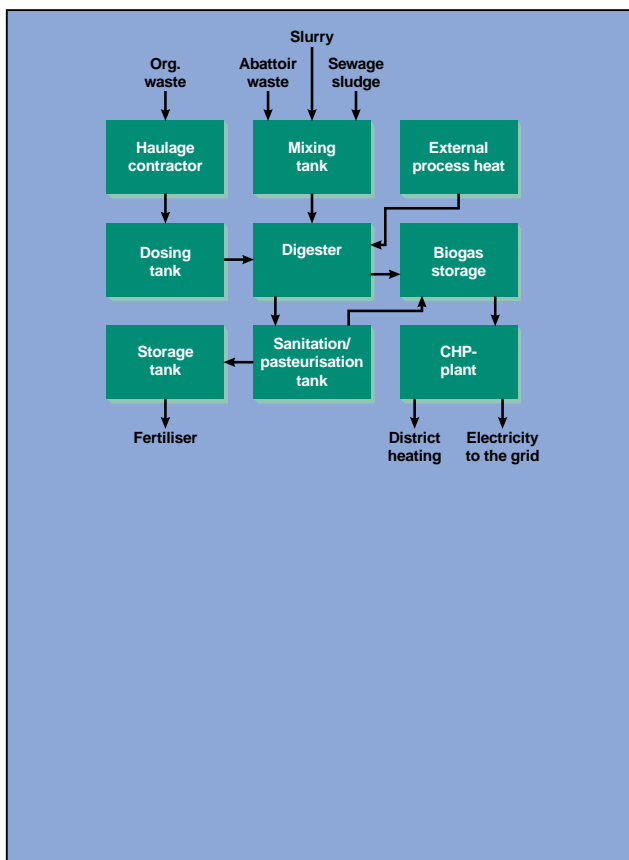 Slurry
Org.
waste
Abattoir
waste
Sewage
sludge
Haulage
contractor
Mixing
tank
External
process heat
Dosing
tank
Digester
Biogas
storage
Storage
tank
Sanitation/
pasteurisation
tank
CHP-
plant
Fertiliser
District
heating
Electricity
to the grid